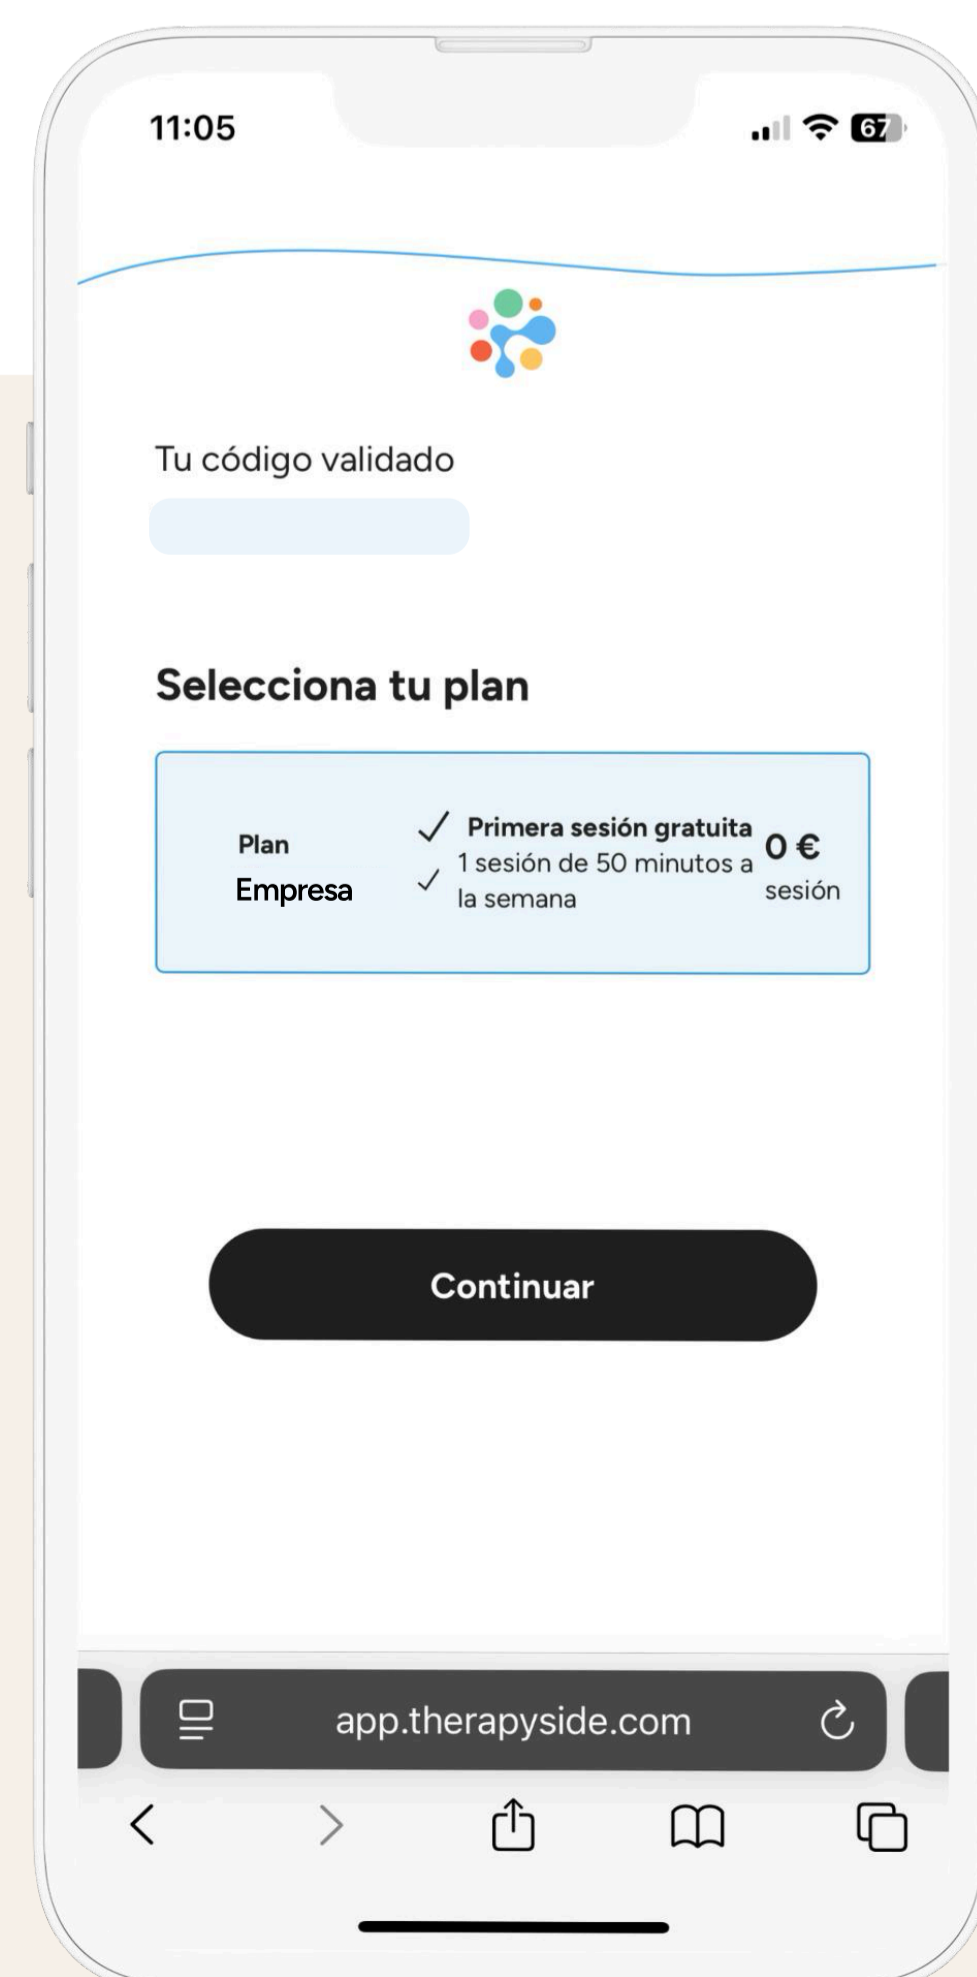 11:05
67
Tu código validado
Selecciona tu plan
Plan
Empresa
Primera sesión gratuita
1 sesión de 50 minutos a
la semana
0 €
sesión
Continuar
app.therapyside.com